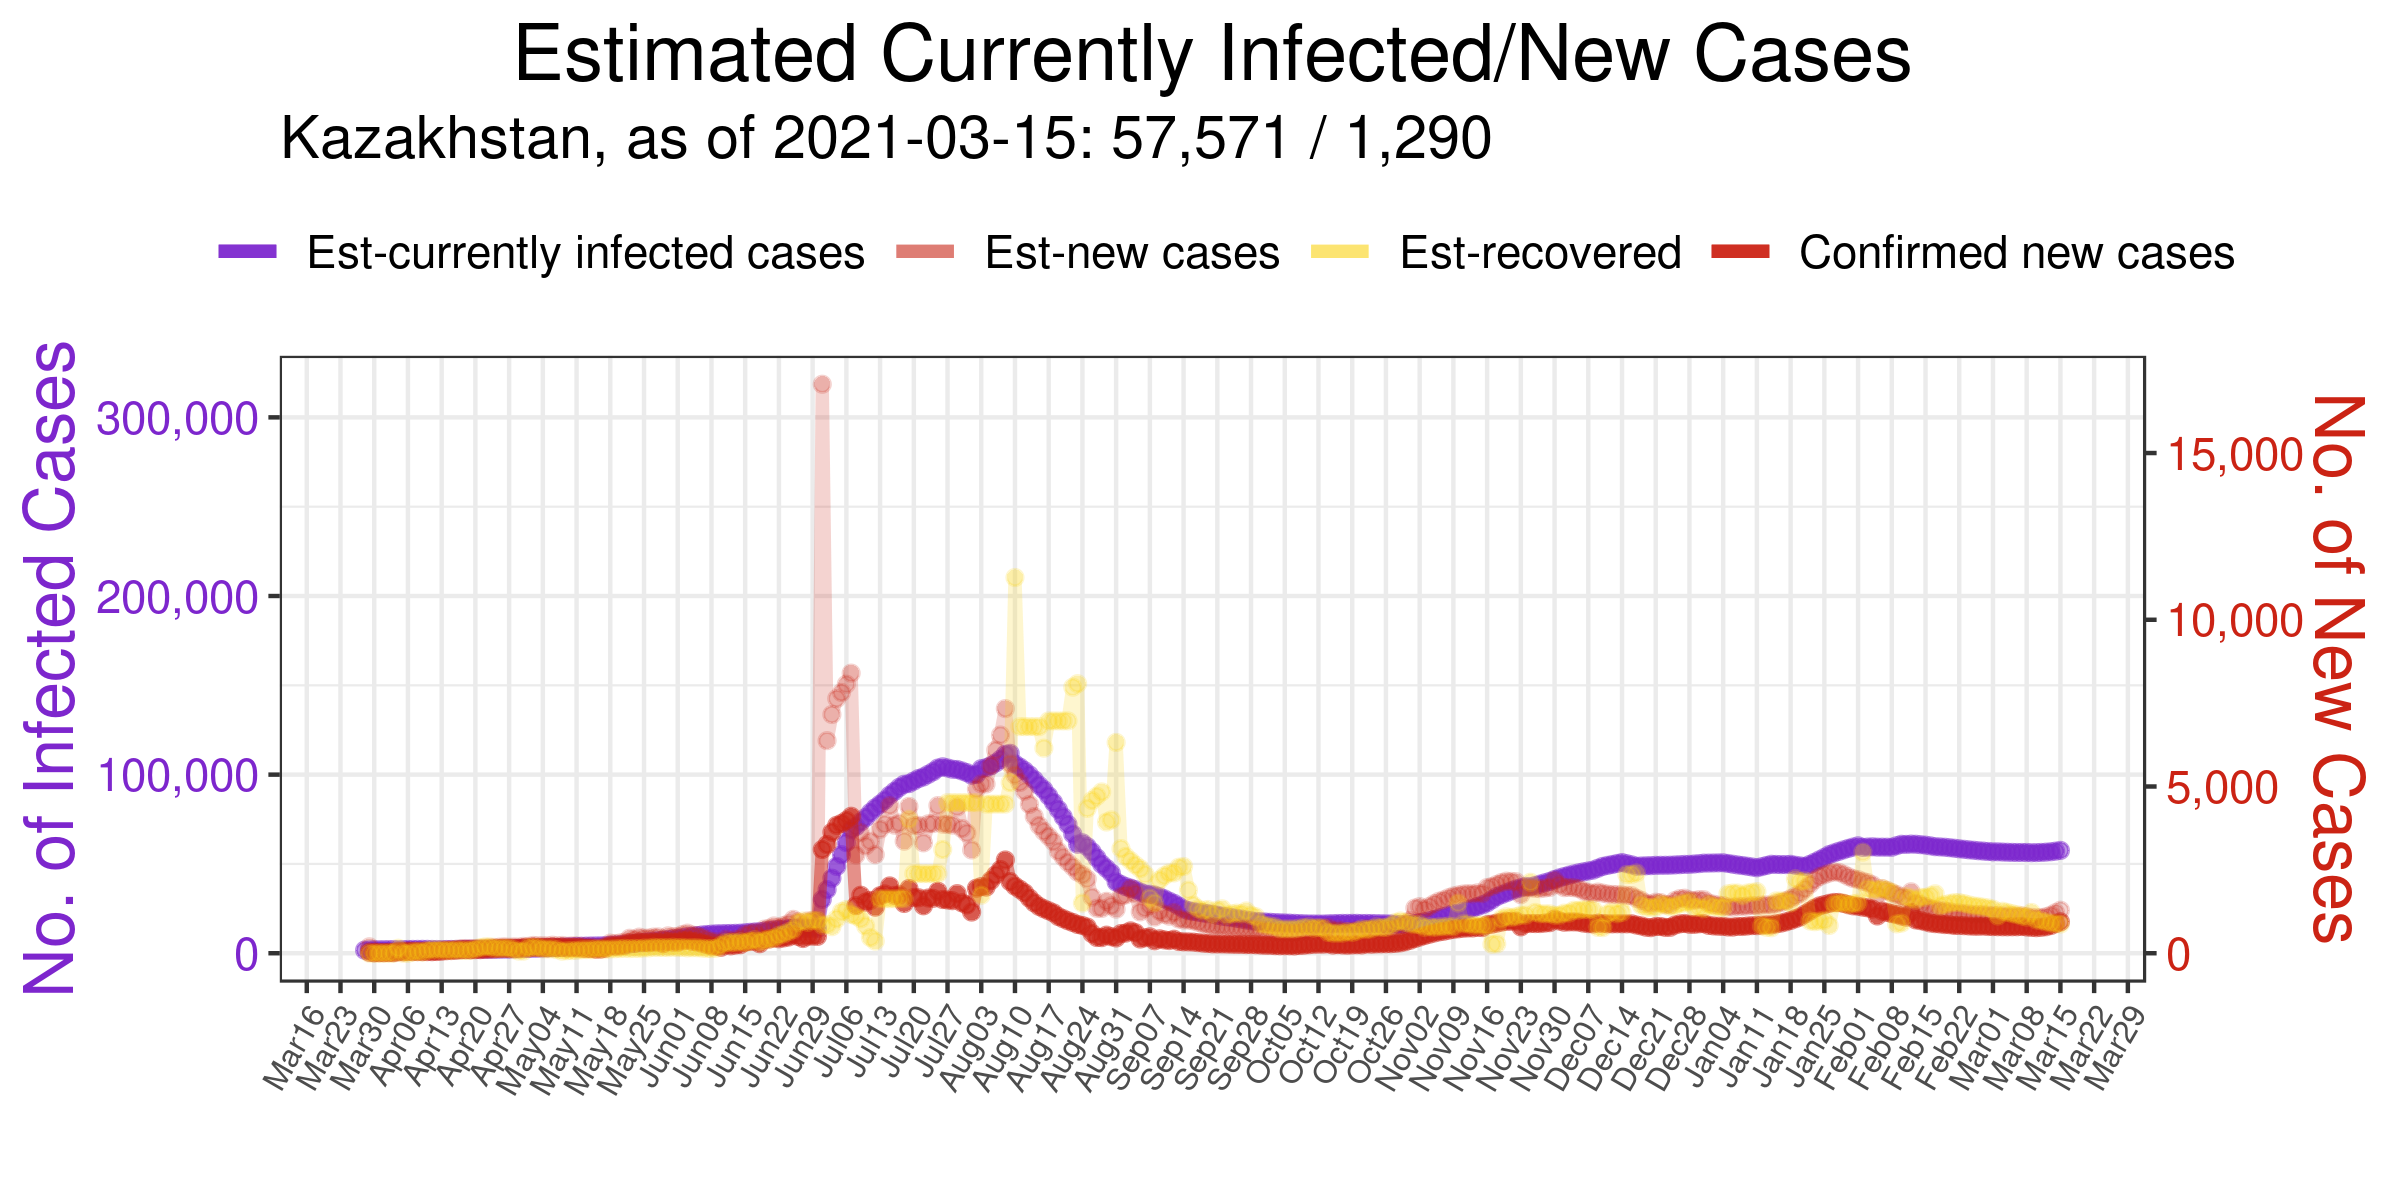 Estimated Currently Infected/New Cases
Kazakhstan, as of 2021-03-15: 57,571 / 1,290
Est-currently infected cases Est-new cases Est-recovered Confirmed new cases
No. of Infected Cases
300,000
200,000
100,000
0
15,000
10,000
5,000
0
No. of New Cases
Mar16 Mar23 Mar30 Apr06 Apr13 Apr20 Apr27 May04 May11 May18 May25 Jun01 Jun08 Jun15 Jun22 Jun29 Jul06 Jul13 Jul20 Jul27 Aug03 Aug10 Aug17 Aug24 Aug31 Sep07 Sep14 Sep21 Sep28 Oct05 Oct12 Oct19 Oct26 Nov02 Nov09 Nov16 Nov23 Nov30 Dec07 Dec14 Dec21 Dec28 Jan04 Jan11 Jan18 Jan25 Feb01 Feb08 Feb15 Feb22 Mar01 Mar08 Mar15 Mar22 Mar29